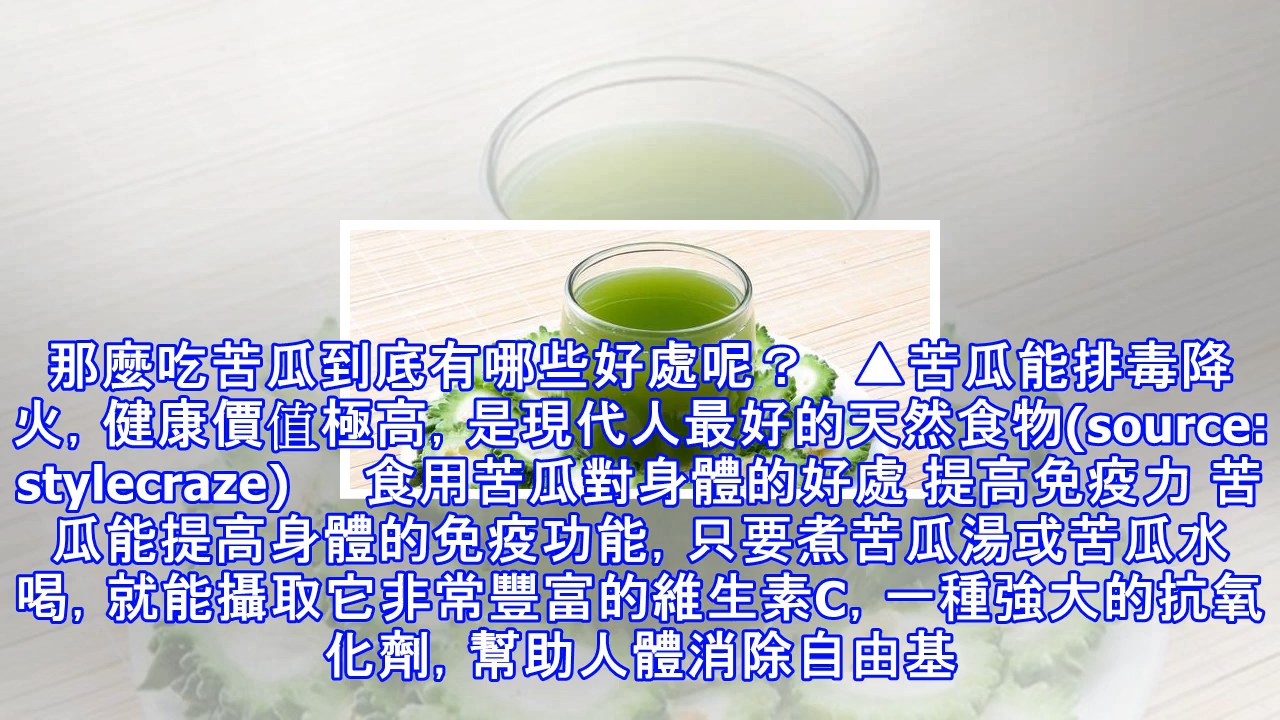 那麼吃苦瓜到底有哪些好處呢？ ▲苦瓜能排毒降
火，健康價值極高，是現代人最好的天然食物(source:
stylecraze) 食用苦瓜對身體的好處 提高免疫力 苦
瓜能提高身體的免疫功能，只要煮苦瓜湯或苦瓜水
喝，就能攝取它非常豐富的維生素C，一種強大的抗氧
化劑，幫助人體消除自由基